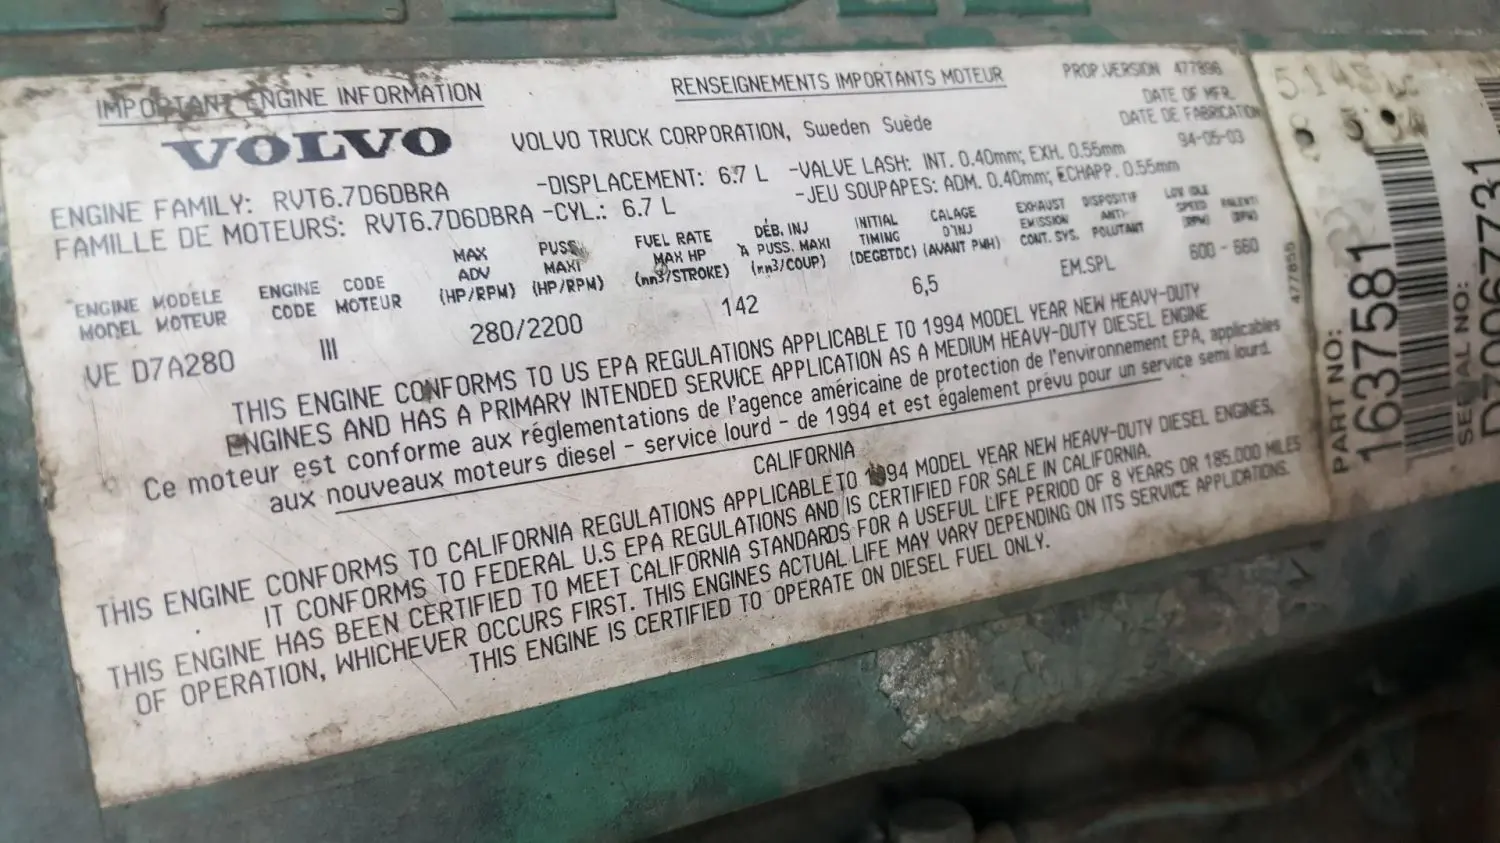 IMPORTANT ENGINE INFORMATION
RENSEIGNEMENTS IMPORTANTS MOTEUR
PROP.VERSION 477896
VOLVO
VOLVO TRUCK CORPORATION, Sweden Suède
DATE OF MFR.
DATE DE FABRICATION
94-05-03
ENGINE FAMILY: RVT6.7D6DBRA -DISPLACEMENT: 6.7 L -VALVE LASH: INT. 0.40mm; EXH. 0.55mm
FAMILLE DE MOTEURS: RVT6.7D6DBRA -CYL.: 6.7 L -JEU SOUPAPES: ADM. 0.40mm; ECHAPP. 0.55mm
ENGINE MODÈLE
MODEL MOTEUR
VE D7A280
ENGINE CODE
CODE MOTEUR
III
MAX
ADV
(HP/RPM)
PUSS.
MAXI
(HP/RPM)
280/2200
FUEL RATE
MAX HP
(mm3/STROKE)
DÉB. INJ
À PUSS. MAXI
(mm3/COUP)
142
INITIAL
TIMING
(DEGBTDC)
CALAGE
D'INJ
(AVANT PMH)
6,5
EXHAUST
EMISSION
CONT. SYS.
DISPOSITIF
ANTI-
POLLUTANT
EM.SPL
LOW IDLE
SPEED
(RPM)
RALENTI
(RPM)
600 - 660
477855
THIS ENGINE CONFORMS TO US EPA REGULATIONS APPLICABLE TO 1994 MODEL YEAR NEW HEAVY-DUTY
ENGINES AND HAS A PRIMARY INTENDED SERVICE APPLICATION AS A MEDIUM HEAVY-DUTY DIESEL ENGINE
Ce moteur est conforme aux réglementations de l'agence américaine de protection de l'environnement EPA, applicables
aux nouveaux moteurs diesel - service lourd - de 1994 et est également prévu pour un service semi lourd.
CALIFORNIA
THIS ENGINE CONFORMS TO CALIFORNIA REGULATIONS APPLICABLE TO 1994 MODEL YEAR NEW HEAVY-DUTY DIESEL ENGINES,
IT CONFORMS TO FEDERAL U.S EPA REGULATIONS AND IS CERTIFIED FOR SALE IN CALIFORNIA.
THIS ENGINE HAS BEEN CERTIFIED TO MEET CALIFORNIA STANDARDS FOR A USEFUL LIFE PERIOD OF 8 YEARS OR 185.000 MILES
OF OPERATION, WHICHEVER OCCURS FIRST. THIS ENGINES ACTUAL LIFE MAY VARY DEPENDING ON ITS SERVICE APPLICATIONS.
THIS ENGINE IS CERTIFIED TO OPERATE ON DIESEL FUEL ONLY.
PART NO:
1637581
SERIAL NO:
D700677731